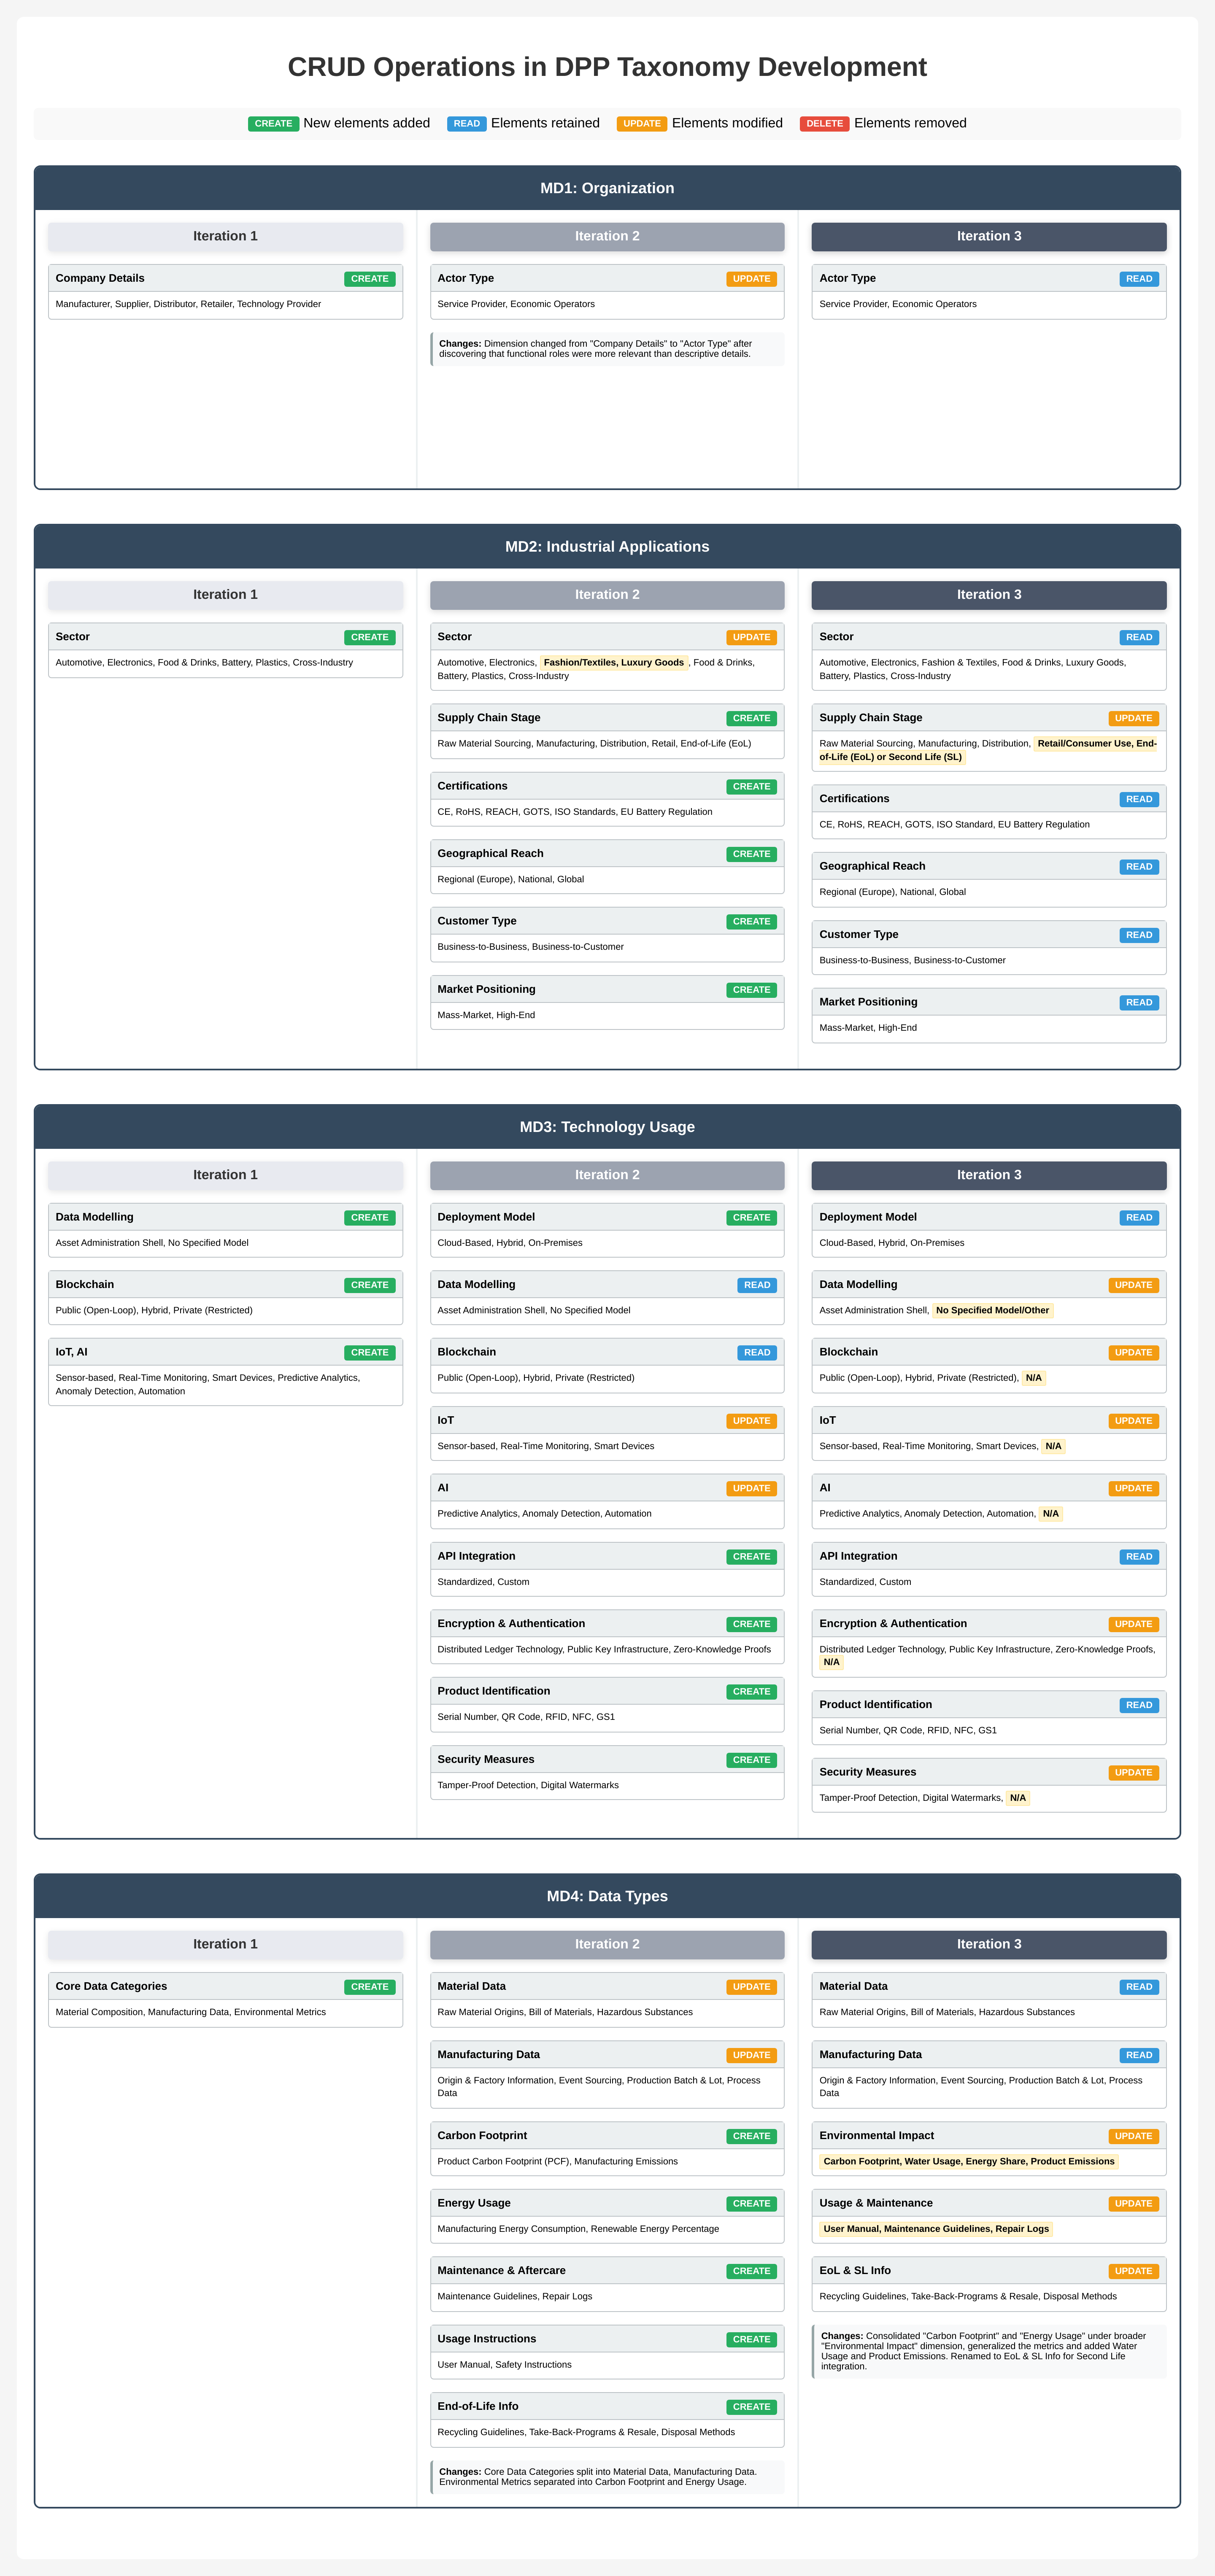 CRUD Operations in DPP Taxonomy Development
CREATE New elements added READ Elements retained UPDATE Elements modified DELETE Elements removed
MD1: Organization
Iteration 1
Company Details CREATE
Manufacturer, Supplier, Distributor, Retailer, Technology Provider
Iteration 2
Actor Type UPDATE
Service Provider, Economic Operators
Changes: Dimension changed from "Company Details" to "Actor Type" after
discovering that functional roles were more relevant than descriptive details.
Iteration 3
Actor Type READ
Service Provider, Economic Operators
MD2: Industrial Applications
Iteration 1
Sector CREATE
Automotive, Electronics, Food & Drinks, Battery, Plastics, Cross-Industry
Iteration 2
Sector UPDATE
Automotive, Electronics, Fashion/Textiles, Luxury Goods , Food & Drinks,
Battery, Plastics, Cross-Industry
Supply Chain Stage CREATE
Raw Material Sourcing, Manufacturing, Distribution, Retail, End-of-Life (EoL)
Certifications CREATE
CE, RoHS, REACH, GOTS, ISO Standards, EU Battery Regulation
Geographical Reach CREATE
Regional (Europe), National, Global
Customer Type CREATE
Business-to-Business, Business-to-Customer
Market Positioning CREATE
Mass-Market, High-End
Iteration 3
Sector READ
Automotive, Electronics, Fashion & Textiles, Food & Drinks, Luxury Goods,
Battery, Plastics, Cross-Industry
Supply Chain Stage UPDATE
Raw Material Sourcing, Manufacturing, Distribution, Retail/Consumer Use, End-
of-Life (EoL) or Second Life (SL)
Certifications READ
CE, RoHS, REACH, GOTS, ISO Standard, EU Battery Regulation
Geographical Reach READ
Regional (Europe), National, Global
Customer Type READ
Business-to-Business, Business-to-Customer
Market Positioning READ
Mass-Market, High-End
MD3: Technology Usage
Iteration 1
Data Modelling CREATE
Asset Administration Shell, No Specified Model
Blockchain CREATE
Public (Open-Loop), Hybrid, Private (Restricted)
IoT, AI CREATE
Sensor-based, Real-Time Monitoring, Smart Devices, Predictive Analytics,
Anomaly Detection, Automation
Iteration 2
Deployment Model CREATE
Cloud-Based, Hybrid, On-Premises
Data Modelling READ
Asset Administration Shell, No Specified Model
Blockchain READ
Public (Open-Loop), Hybrid, Private (Restricted)
IoT UPDATE
Sensor-based, Real-Time Monitoring, Smart Devices
AI UPDATE
Predictive Analytics, Anomaly Detection, Automation
API Integration CREATE
Standardized, Custom
Encryption & Authentication CREATE
Distributed Ledger Technology, Public Key Infrastructure, Zero-Knowledge Proofs
Product Identification CREATE
Serial Number, QR Code, RFID, NFC, GS1
Security Measures CREATE
Tamper-Proof Detection, Digital Watermarks
Iteration 3
Deployment Model READ
Cloud-Based, Hybrid, On-Premises
Data Modelling UPDATE
Asset Administration Shell, No Specified Model/Other
Blockchain UPDATE
Public (Open-Loop), Hybrid, Private (Restricted), N/A
IoT UPDATE
Sensor-based, Real-Time Monitoring, Smart Devices, N/A
AI UPDATE
Predictive Analytics, Anomaly Detection, Automation, N/A
API Integration READ
Standardized, Custom
Encryption & Authentication UPDATE
Distributed Ledger Technology, Public Key Infrastructure, Zero-Knowledge Proofs,
N/A
Product Identification READ
Serial Number, QR Code, RFID, NFC, GS1
Security Measures UPDATE
Tamper-Proof Detection, Digital Watermarks, N/A
MD4: Data Types
Iteration 1
Core Data Categories CREATE
Material Composition, Manufacturing Data, Environmental Metrics
Iteration 2
Material Data UPDATE
Raw Material Origins, Bill of Materials, Hazardous Substances
Manufacturing Data UPDATE
Origin & Factory Information, Event Sourcing, Production Batch & Lot, Process
Data
Carbon Footprint CREATE
Product Carbon Footprint (PCF), Manufacturing Emissions
Energy Usage CREATE
Manufacturing Energy Consumption, Renewable Energy Percentage
Maintenance & Aftercare CREATE
Maintenance Guidelines, Repair Logs
Usage Instructions CREATE
User Manual, Safety Instructions
End-of-Life Info CREATE
Recycling Guidelines, Take-Back-Programs & Resale, Disposal Methods
Changes: Core Data Categories split into Material Data, Manufacturing Data.
Environmental Metrics separated into Carbon Footprint and Energy Usage.
Iteration 3
Material Data READ
Raw Material Origins, Bill of Materials, Hazardous Substances
Manufacturing Data READ
Origin & Factory Information, Event Sourcing, Production Batch & Lot, Process
Data
Environmental Impact UPDATE
Carbon Footprint, Water Usage, Energy Share, Product Emissions
Usage & Maintenance UPDATE
User Manual, Maintenance Guidelines, Repair Logs
EoL & SL Info UPDATE
Recycling Guidelines, Take-Back-Programs & Resale, Disposal Methods
Changes: Consolidated "Carbon Footprint" and "Energy Usage" under broader
"Environmental Impact" dimension, generalized the metrics and added Water
Usage and Product Emissions. Renamed to EoL & SL Info for Second Life
integration.